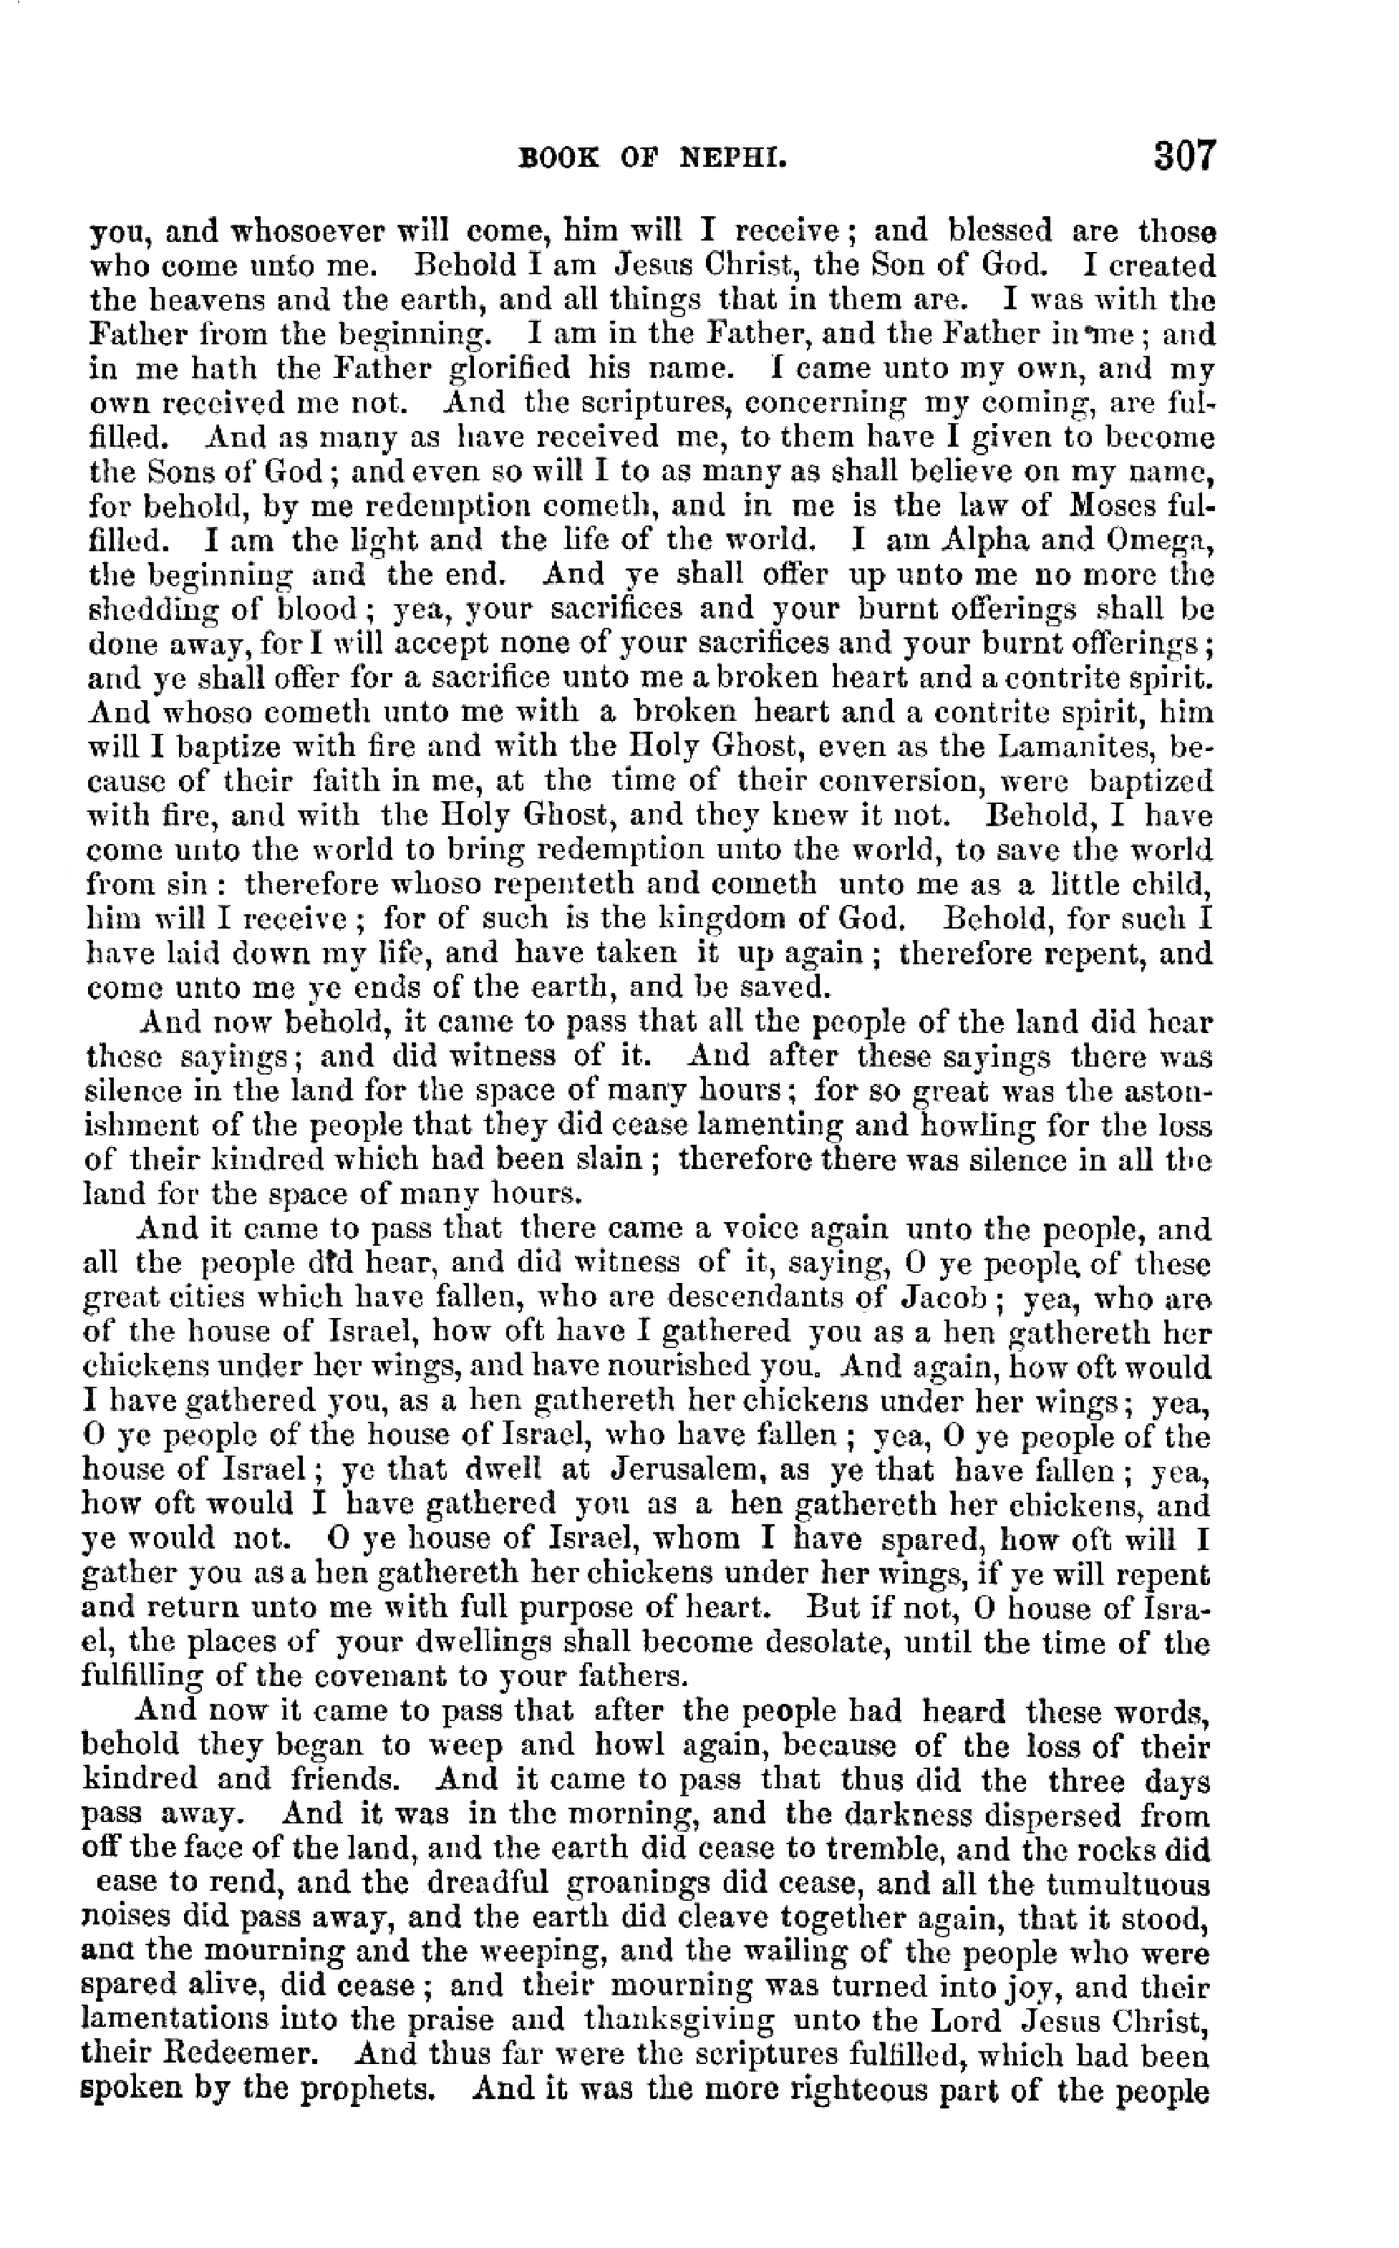 BOOK OF NEPHI. 307
you, and whosoever will come, him will I receive; and blessed are those
who come unto me. Behold I am Jesus Christ, the Son of God. I created
the heavens and the earth, and all things that in them are. I was with the
Father from the beginning. I am in the Father, and the Father in me; and
in me hath the Father glorified his name. I came unto my own, and my
own received me not. And the scriptures, concerning my coming, are ful-
filled. And as many as have received me, to them have I given to become
the Sons of God; and even so will I to as many as shall believe on my name,
for behold, by me redemption cometh, and in me is the law of Moses ful-
filled. I am the light and the life of the world. I am Alpha and Omega,
the beginning and the end. And ye shall offer up unto me no more the
shedding of blood; yea, your sacrifices and your burnt offerings shall be
done away, for I will accept none of your sacrifices and your burnt offerings;
and ye shall offer for a sacrifice unto me a broken heart and a contrite spirit.
And whoso cometh unto me with a broken heart and a contrite spirit, him
will I baptize with fire and with the Holy Ghost, even as the Lamanites, be-
cause of their faith in me, at the time of their conversion, were baptized
with fire, and with the Holy Ghost, and they knew it not. Behold, I have
come unto the world to bring redemption unto the world, to save the world
from sin: therefore whoso repenteth and cometh unto me as a little child,
him will I receive; for of such is the kingdom of God. Behold, for such I
have laid down my life, and have taken it up again; therefore repent, and
come unto me ye ends of the earth, and be saved.
And now behold, it came to pass that all the people of the land did hear
these sayings; and did witness of it. And after these sayings there was
silence in the land for the space of many hours; for so great was the aston-
ishment of the people that they did cease lamenting and howling for the loss
of their kindred which had been slain; therefore there was silence in all the
land for the space of many hours.
And it came to pass that there came a voice again unto the people, and
all the people did hear, and did witness of it, saying, O ye people of these
great cities which have fallen, who are descendants of Jacob; yea, who are
of the house of Israel, how oft have I gathered you as a hen gathereth her
chickens under her wings, and have nourished you. And again, how oft would
I have gathered you, as a hen gathereth her chickens under her wings; yea,
O ye people of the house of Israel, who have fallen; yea, O ye people of the
house of Israel; ye that dwell at Jerusalem, as ye that have fallen; yea,
how oft would I have gathered you as a hen gathereth her chickens, and
ye would not. O ye house of Israel, whom I have spared, how oft will I
gather you as a hen gathereth her chickens under her wings, if ye will repent
and return unto me with full purpose of heart. But if not, O house of Isra-
el, the places of your dwellings shall become desolate, until the time of the
fulfilling of the covenant to your fathers.
And now it came to pass that after the people had heard these words,
behold they began to weep and howl again, because of the loss of their
kindred and friends. And it came to pass that thus did the three days
pass away. And it was in the morning, and the darkness dispersed from
off the face of the land, and the earth did cease to tremble, and the rocks did
ease to rend, and the dreadful groanings did cease, and all the tumultuous
noises did pass away, and the earth did cleave together again, that it stood,
and the mourning and the weeping, and the wailing of the people who were
spared alive, did cease; and their mourning was turned into joy, and their
lamentations into the praise and thanksgiving unto the Lord Jesus Christ,
their Redeemer. And thus far were the scriptures fulfilled, which had been
spoken by the prophets. And it was the more righteous part of the people